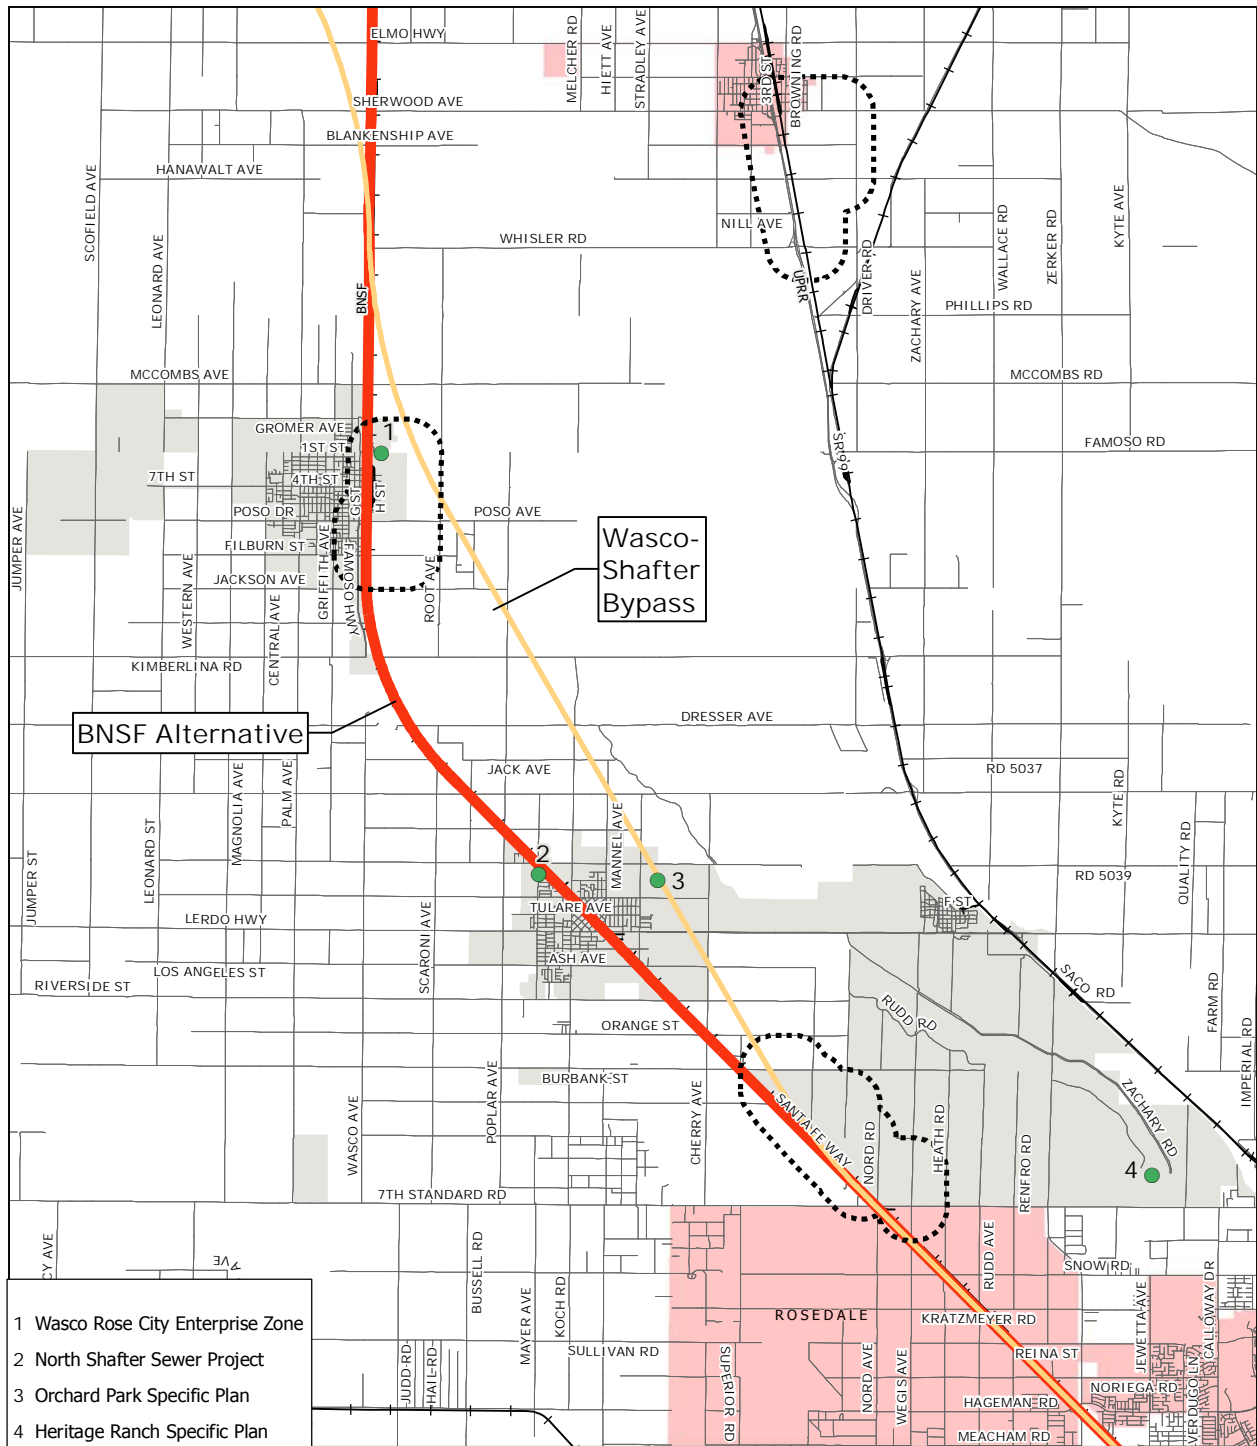 ELMO HWY
MELCHER RD
HIETT AVE
STRADLEY AVE
3RD ST
BROWNING RD
SHERWOOD AVE
BLANKENSHIP AVE
HANAWALT AVE
SCOFIELD AVE
LEONARD AVE
WHISLER RD
NILL AVE
WALLACE RD
ZERKER RD
KYTE AVE
BNSF
UPRR
DRIVER RD
ZACHARY AVE
PHILLIPS RD
MCCOMBS AVE
MCCOMBS RD
GROMER AVE
1
1ST ST
7TH ST
4TH ST
G ST
H ST
POSO DR
POSO AVE
SR 99
FAMOSO RD
JUMPER AVE
FILBURN ST
JACKSON AVE
WESTERN AVE
CENTRAL AVE
GRIFFITH AVE
FAMOSO HWY
ROOT AVE
Wasco-
Shafter
Bypass
KIMBERLINA RD
BNSF Alternative
DRESSER AVE
JACK AVE
RD 5037
MAGNOLIA AVE
PALM AVE
LEONARD ST
JUMPER ST
MANNEL AVE
KYTE RD
QUALITY RD
2
3
RD 5039
TULARE AVE
F ST
LERDO HWY
SCARONI AVE
ASH AVE
LOS ANGELES ST
RIVERSIDE ST
SACO RD
FARM RD
RUDD RD
ORANGE ST
IMPERIAL RD
BURBANK ST
WASCO AVE
POPLAR AVE
CHERRY AVE
SANTA FE WAY
NORD RD
HEATH RD
RENFRO RD
ZACHARY RD
4
7TH STANDARD RD
CY AVE
AVE
BUSSELL RD
MAYER AVE
KOCH RD
RUDD AVE
SNOW RD
ROSEDALE
KRATZMEYER RD
SULLIVAN RD
REINA ST
JEWETTA AVE
CALLOWAY DR
JUDD RD
HAIL RD
SUPERIOR RD
NORD AVE
WEGIS AVE
NORIEGA RD
HAGEMAN RD
MEACHAM RD
VERDUGO LN
1 Wasco Rose City Enterprise Zone
2 North Shafter Sewer Project
3 Orchard Park Specific Plan
4 Heritage Ranch Specific Plan